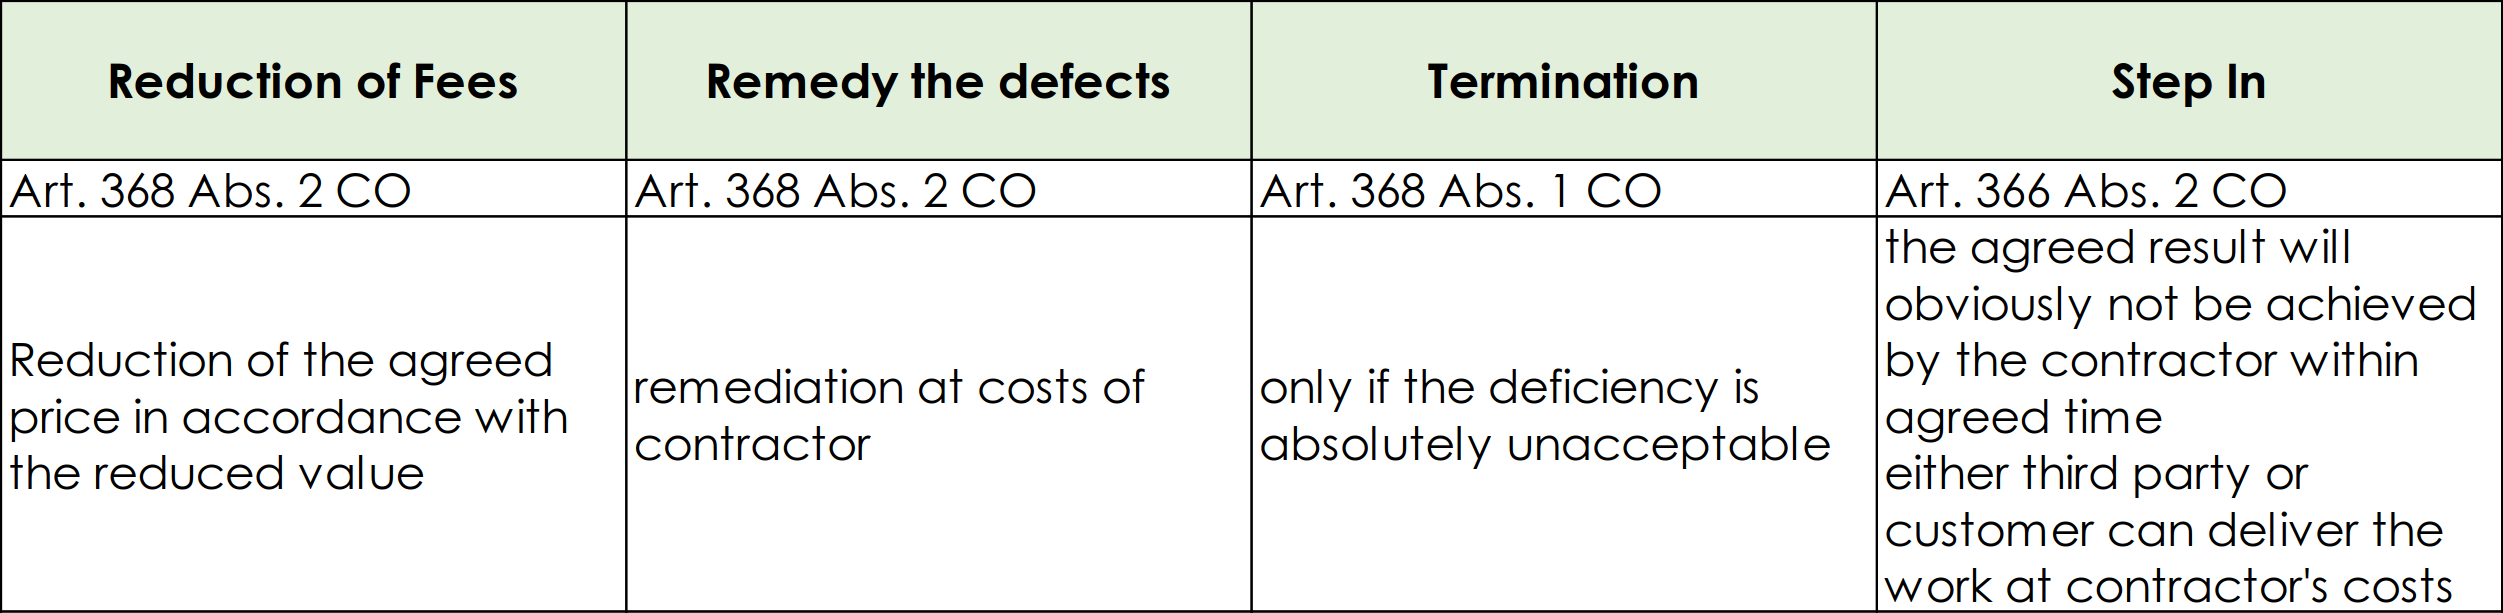 Reduction of Fees
Remedy the defects
Termination
Step In
Art. 368 Abs. 2 CO
Art. 368 Abs. 2 CO
Art. 368 Abs. 1 CO
Art. 366 Abs. 2 CO
Reduction of the agreed
price in accordance with
the reduced value
remediation at costs of
contractor
only if the deficiency is
absolutely unacceptable
the agreed result will
obviously not be achieved
by the contractor within
agreed time
either third party or
customer can deliver the
work at contractor's costs